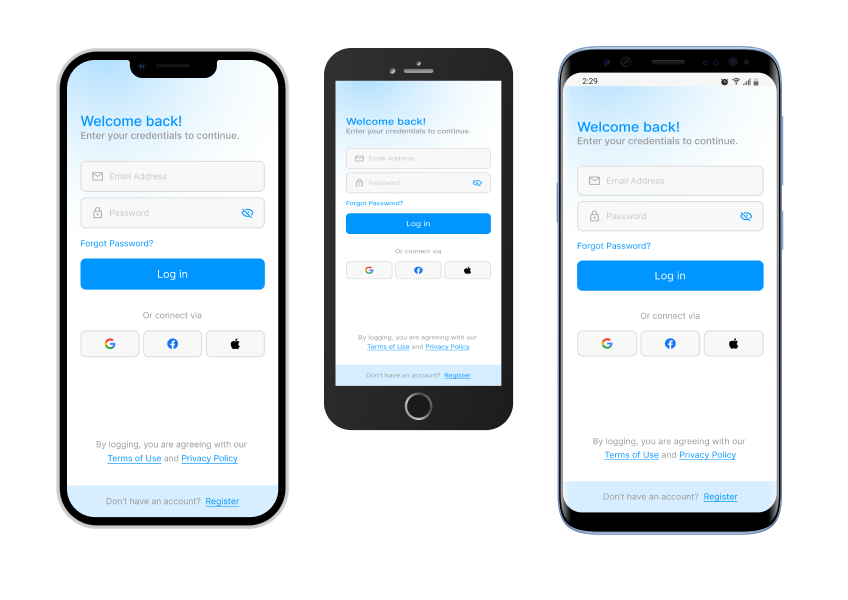 Welcome back!
Enter your credentials to continue.
Email Address
Password
Forgot Password?
Log in
Or connect via
By logging, you are agreeing with our
Terms of Use and Privacy Policy
Don't have an account? Register
Welcome back!
Enter your credentials to continue.
Email Address
Password
Forgot Password?
Log in
Or connect via
By logging, you are agreeing with our
Terms of Use and Privacy Policy
Don't have an account? Register
2:29
Welcome back!
Enter your credentials to continue.
Email Address
Password
Forgot Password?
Log in
Or connect via
By logging, you are agreeing with our
Terms of Use and Privacy Policy
Don't have an account? Register